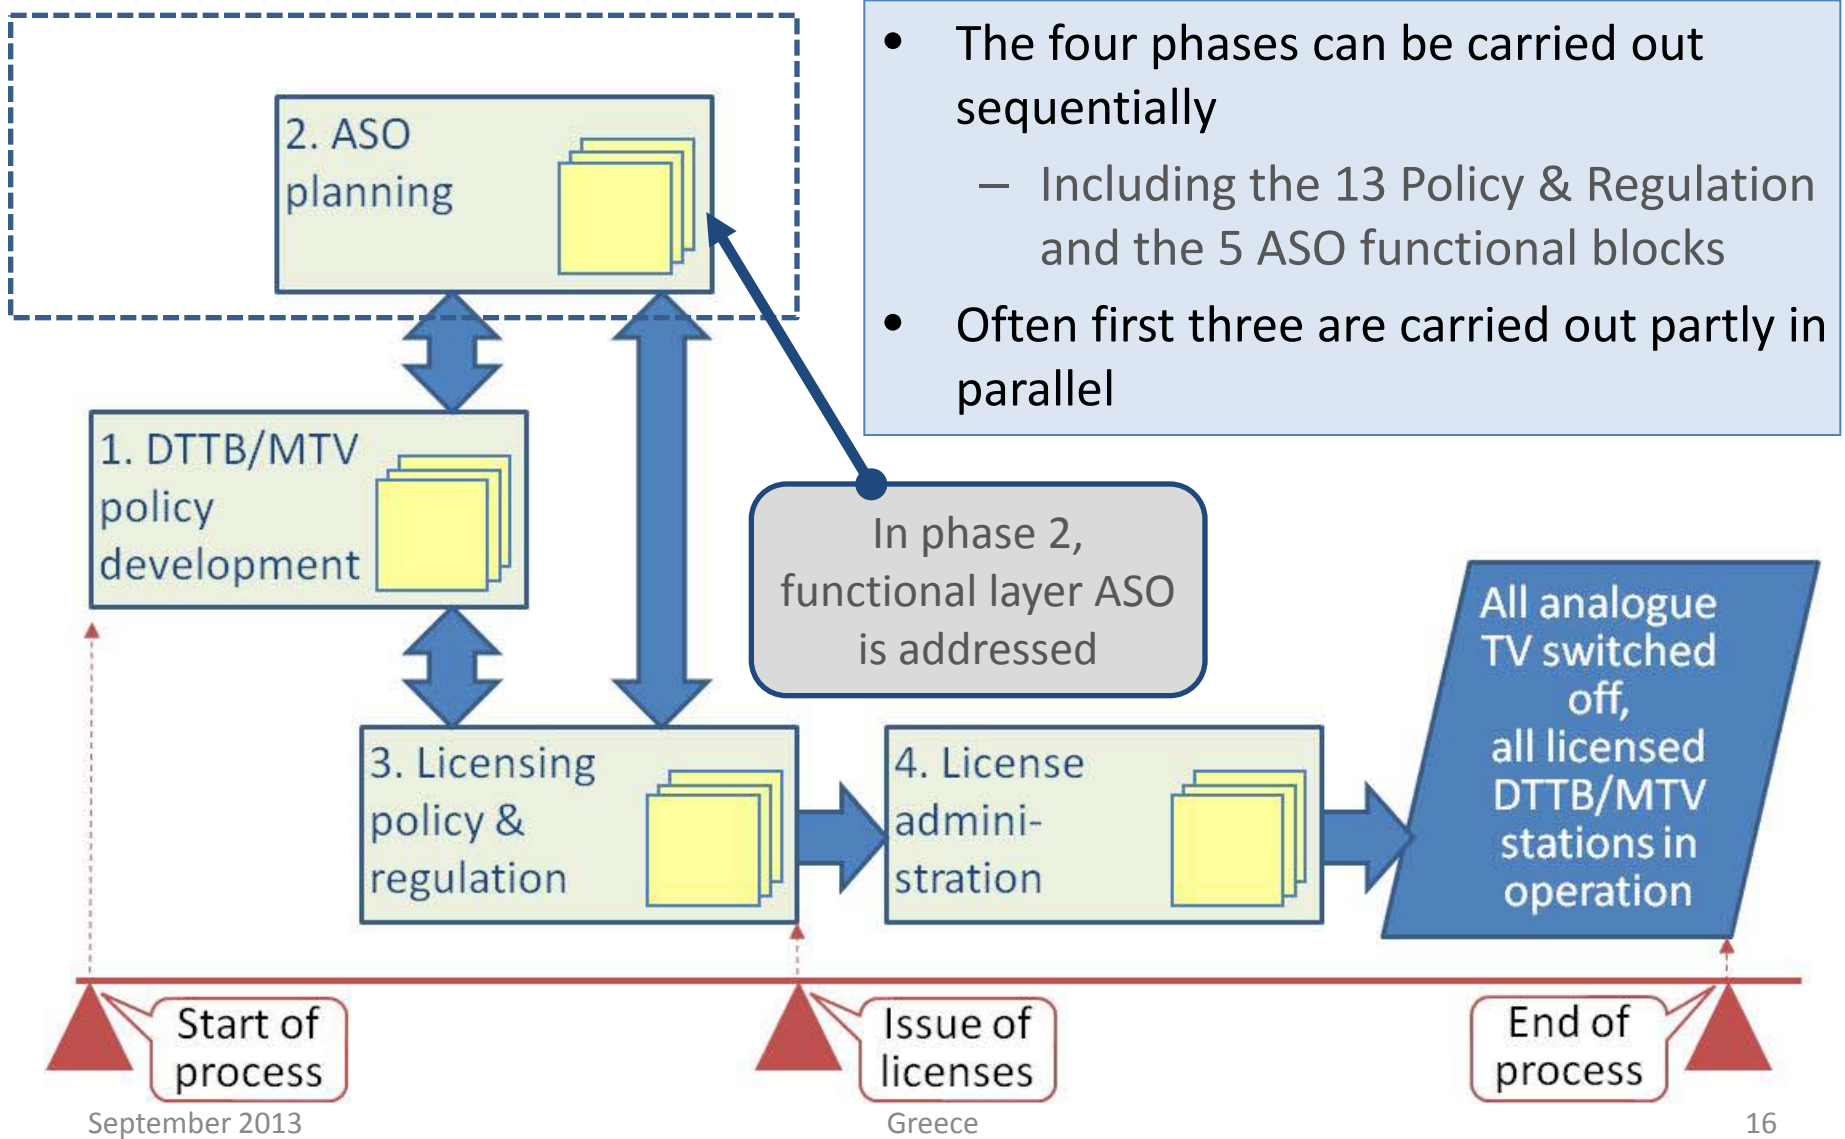 • The four phases can be carried out
sequentially
– Including the 13 Policy & Regulation
and the 5 ASO functional blocks
• Often first three are carried out partly in
parallel
2. ASO
planning
1. DTTB/MTV
policy
development
In phase 2,
functional layer ASO
is addressed
3. Licensing
policy &
regulation
4. License
admini-
stration
All analogue
TV switched
off,
all licensed
DTTB/MTV
stations in
operation
Start of
process
Issue of
licenses
End of
process
September 2013
Greece
16